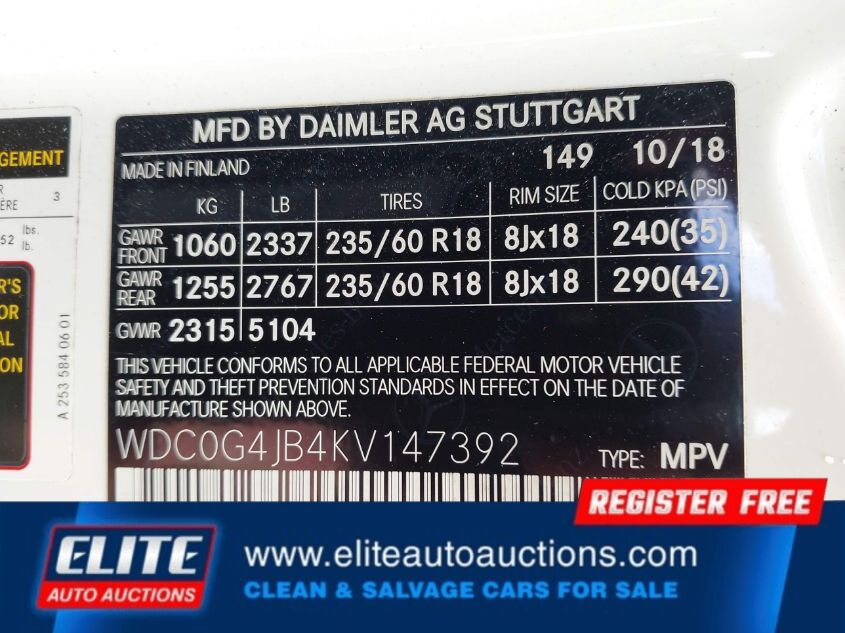 MFD BY DAIMLER AG STUTTGART
MADE IN FINLAND 149 10/18
KG LB TIRES RIM SIZE COLD KPA (PSI)
GAWR FRONT 1060 2337 235/60 R18 8Jx18 240(35)
GAWR REAR 1255 2767 235/60 R18 8Jx18 290(42)
GVWR 2315 5104
THIS VEHICLE CONFORMS TO ALL APPLICABLE FEDERAL MOTOR VEHICLE
SAFETY AND THEFT PREVENTION STANDARDS IN EFFECT ON THE DATE OF
MANUFACTURE SHOWN ABOVE.
WDC0G4JB4KV147392 TYPE: MPV
GEMENT
3
52 lbs.
lb.
A 253 584 06 01
REGISTER FREE
ELITE
AUTO AUCTIONS
www.eliteautoauctions.com
CLEAN & SALVAGE CARS FOR SALE